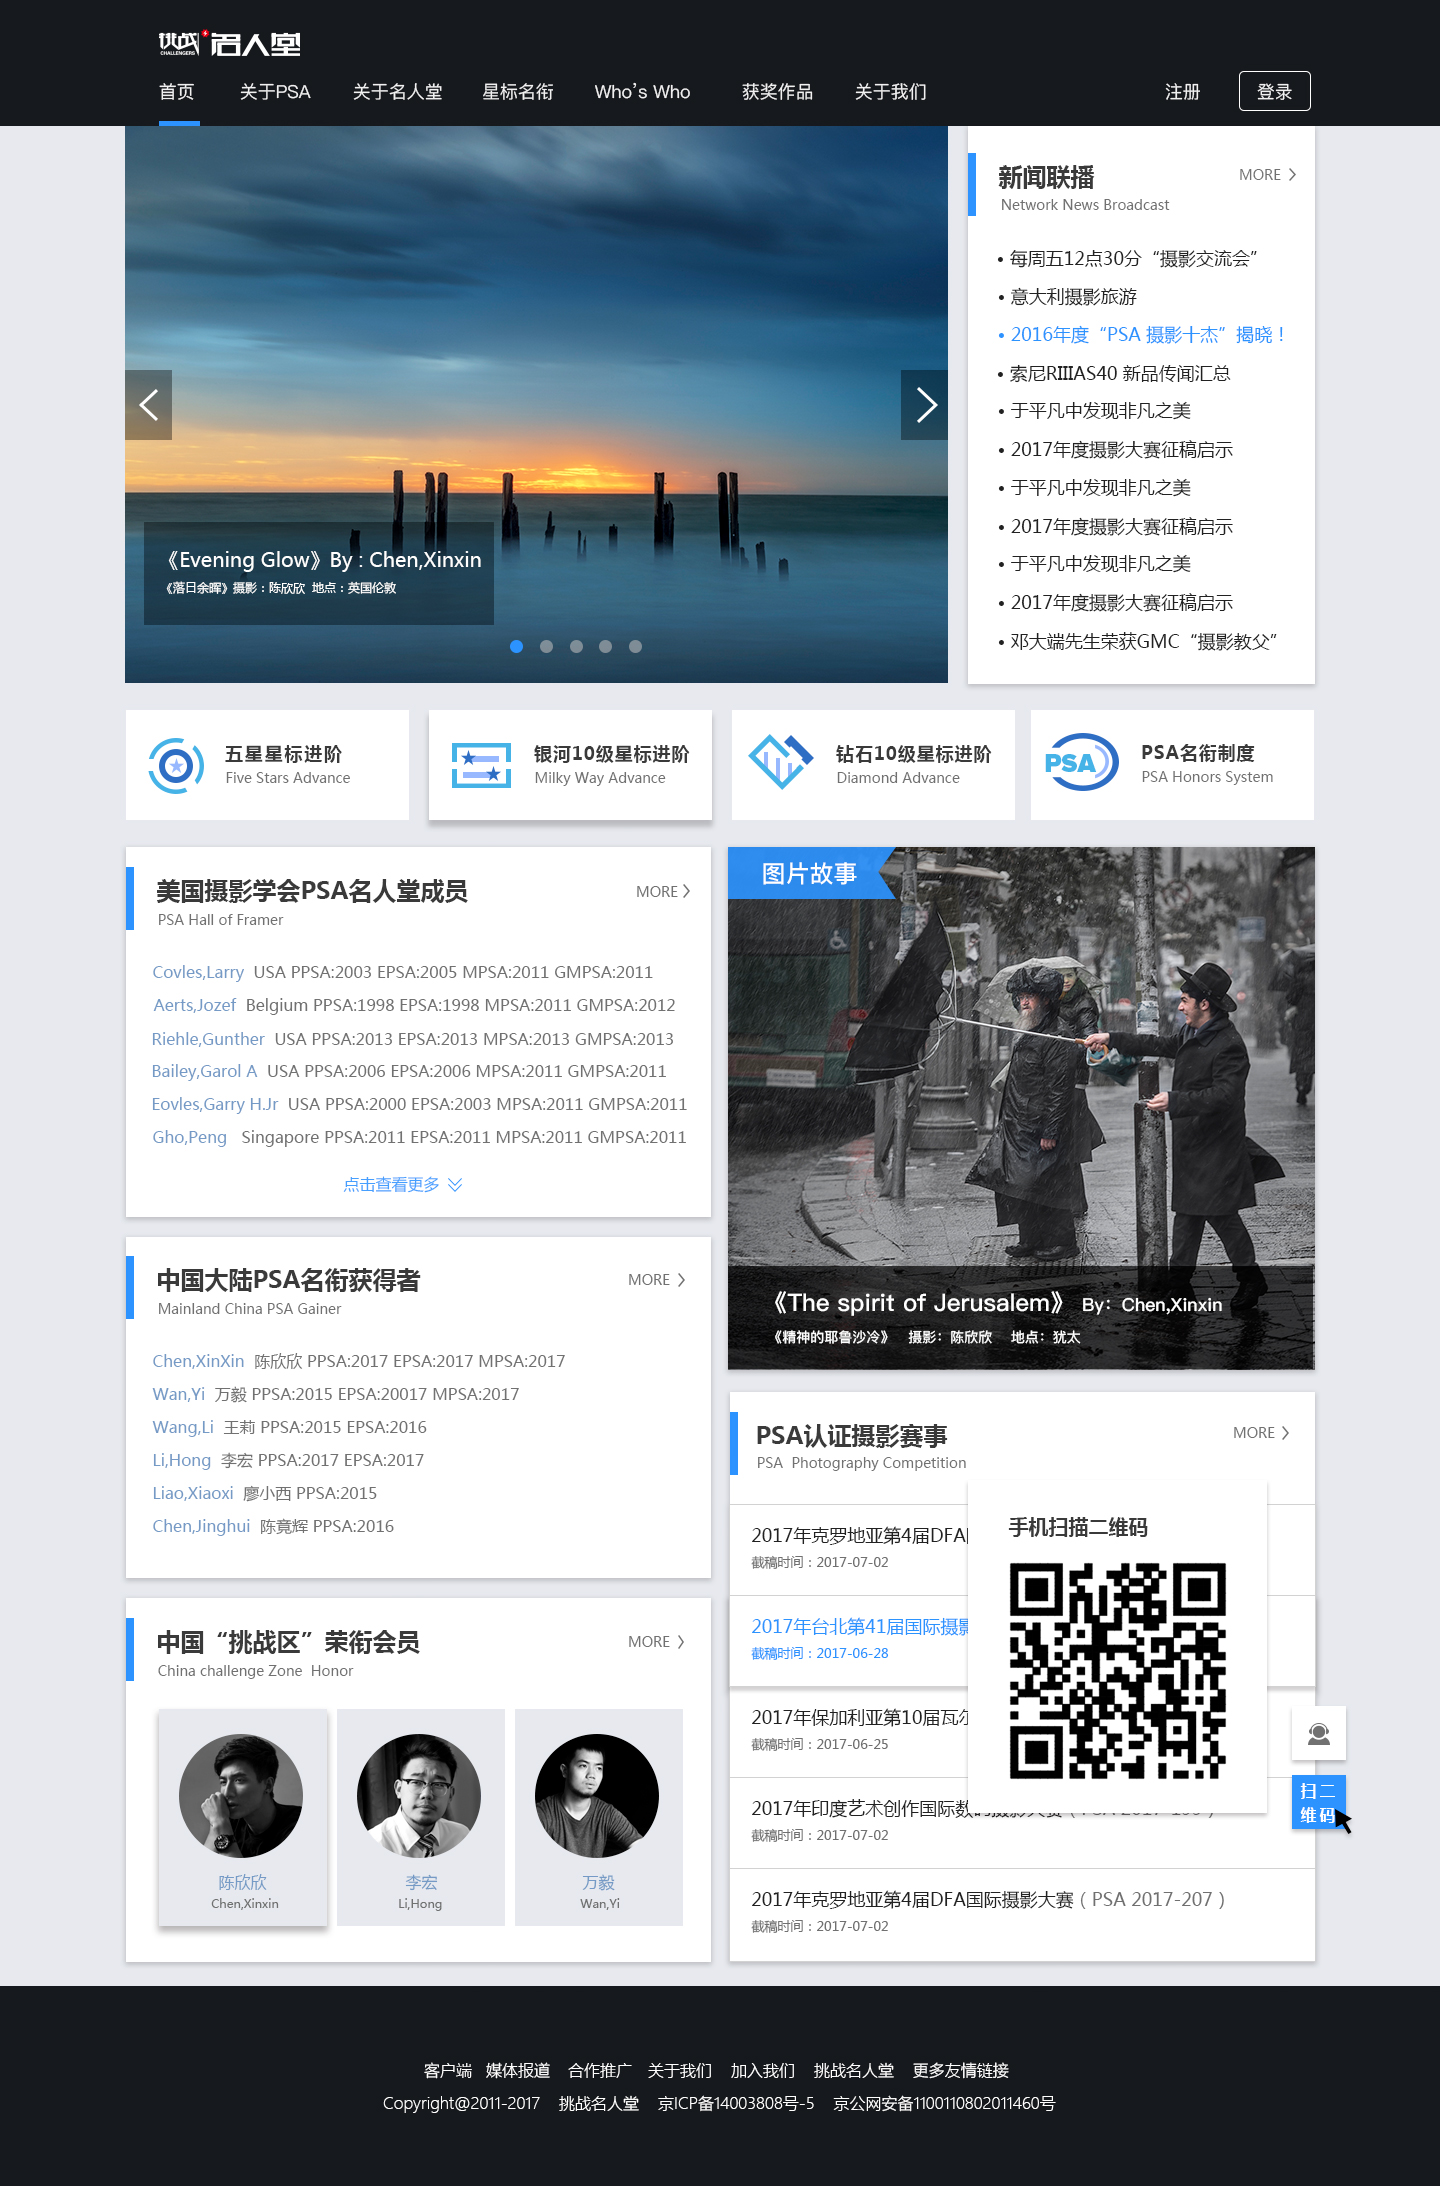 挑战 名人堂
CHALLENGERS
首页 关于PSA 关于名人堂 星标名衔 Who's Who 获奖作品 关于我们 注册 登录
新闻联播 MORE
Network News Broadcast
• 每周五12点30分“摄影交流会”
• 意大利摄影旅游
• 2016年度“PSA 摄影十杰”揭晓！
• 索尼RIIIAS40 新品传闻汇总
• 于平凡中发现非凡之美
• 2017年度摄影大赛征稿启示
• 于平凡中发现非凡之美
• 2017年度摄影大赛征稿启示
• 于平凡中发现非凡之美
• 2017年度摄影大赛征稿启示
• 邓大端先生荣获GMC“摄影教父”
《Evening Glow》By : Chen,Xinxin
《落日余晖》摄影：陈欣欣 地点：英国伦敦
五星星标进阶
Five Stars Advance
银河10级星标进阶
Milky Way Advance
钻石10级星标进阶
Diamond Advance
PSA
PSA名衔制度
PSA Honors System
美国摄影学会PSA名人堂成员 MORE
PSA Hall of Framer
Covles,Larry USA PPSA:2003 EPSA:2005 MPSA:2011 GMPSA:2011
Aerts,Jozef Belgium PPSA:1998 EPSA:1998 MPSA:2011 GMPSA:2012
Riehle,Gunther USA PPSA:2013 EPSA:2013 MPSA:2013 GMPSA:2013
Bailey,Garol A USA PPSA:2006 EPSA:2006 MPSA:2011 GMPSA:2011
Eovles,Garry H.Jr USA PPSA:2000 EPSA:2003 MPSA:2011 GMPSA:2011
Gho,Peng Singapore PPSA:2011 EPSA:2011 MPSA:2011 GMPSA:2011
点击查看更多
图片故事
《The spirit of Jerusalem》 By: Chen,Xinxin
《精神的耶鲁沙冷》 摄影：陈欣欣 地点：犹太
中国大陆PSA名衔获得者 MORE
Mainland China PSA Gainer
Chen,XinXin 陈欣欣 PPSA:2017 EPSA:2017 MPSA:2017
Wan,Yi 万毅 PPSA:2015 EPSA:20017 MPSA:2017
Wang,Li 王莉 PPSA:2015 EPSA:2016
Li,Hong 李宏 PPSA:2017 EPSA:2017
Liao,Xiaoxi 廖小西 PPSA:2015
Chen,Jinghui 陈竟辉 PPSA:2016
中国“挑战区”荣衔会员 MORE
China challenge Zone Honor
陈欣欣
Chen,Xinxin
李宏
Li,Hong
万毅
Wan,Yi
PSA认证摄影赛事 MORE
PSA Photography Competition
2017年克罗地亚第4届DFA
截稿时间：2017-07-02
2017年台北第41届国际摄影
截稿时间：2017-06-28
2017年保加利亚第10届瓦尔
截稿时间：2017-06-25
2017年印度艺术创作国际数码摄影大赛
截稿时间：2017-07-02
2017年克罗地亚第4届DFA国际摄影大赛（PSA 2017-207）
截稿时间：2017-07-02
手机扫描二维码
扫二
维码
客户端 媒体报道 合作推广 关于我们 加入我们 挑战名人堂 更多友情链接
Copyright@2011-2017 挑战名人堂 京ICP备14003808号-5 京公网安备1100110802011460号